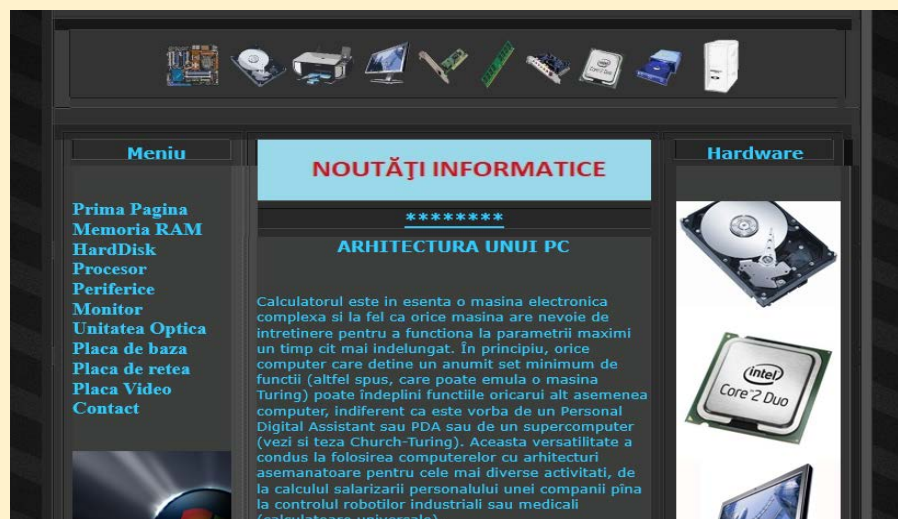 Meniu
Prima Pagina
Memoria RAM
HardDisk
Procesor
Periferice
Monitor
Unitatea Optica
Placa de baza
Placa de retea
Placa Video
Contact
NOUTĂŢI INFORMATICE
********
ARHITECTURA UNUI PC
Calculatorul este in esenta o masina electronica
complexa si la fel ca orice masina are nevoie de
intretinere pentru a functiona la parametrii maximi
un timp cit mai indelungat. În principiu, orice
computer care detine un anumit set minimum de
functii (altfel spus, care poate emula o masina
Turing) poate îndeplini functiile oricarui alt asemenea
computer, indiferent ca este vorba de un Personal
Digital Assistant sau PDA sau de un supercomputer
(vezi si teza Church-Turing). Aceasta versatilitate a
condus la folosirea computerelor cu arhitecturi
asemanatoare pentru cele mai diverse activitati, de
la calculul salarizarii personalului unei companii pîna
la controlul robotilor industriali sau medicali
(calculatoare universale)
Hardware
intel
Core 2 Duo